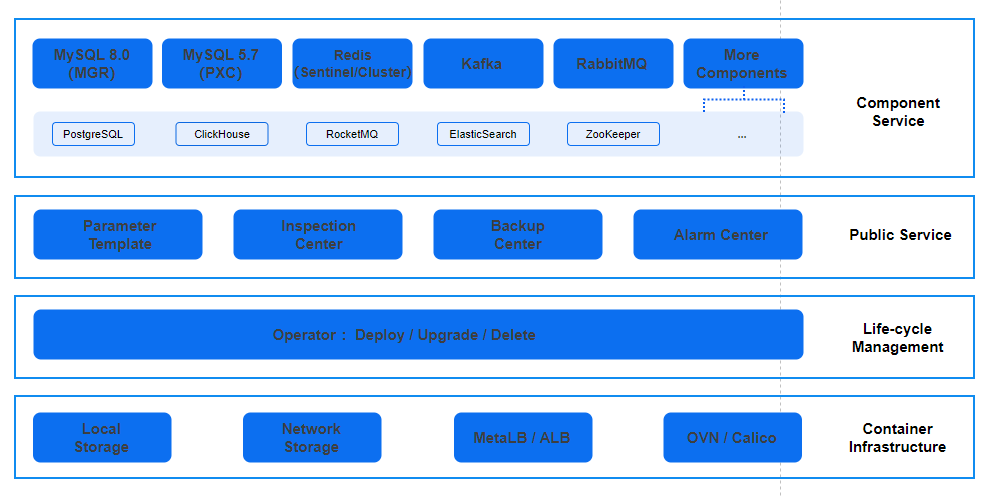 MySQL 8.0
(MGR)
MySQL 5.7
(PXC)
Redis
(Sentinel/Cluster)
Kafka
RabbitMQ
More
Components
PostgreSQL
ClickHouse
RocketMQ
ElasticSearch
ZooKeeper
...
Component
Service
Parameter
Template
Inspection
Center
Backup
Center
Alarm Center
Public Service
Operator： Deploy / Upgrade / Delete
Life-cycle
Management
Local
Storage
Network
Storage
MetaLB / ALB
OVN / Calico
Container
Infrastructure